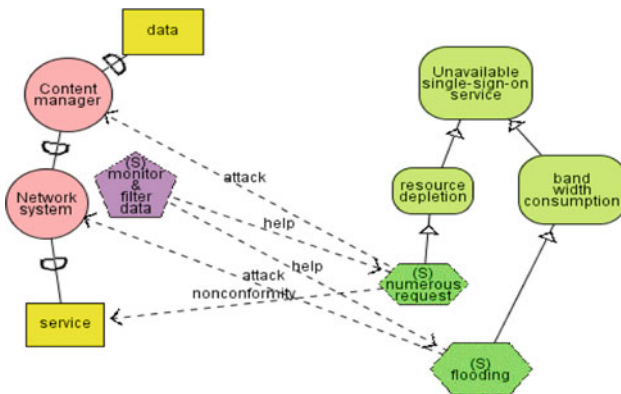 data
Content
manager
(S)
monitor
&
filter
data
Network
system
service
attack
help
attack
help
nonconformity
Unavailable
single-sign-on
service
resource
depletion
band
width
consumption
(S)
numerous
request
(S)
flooding